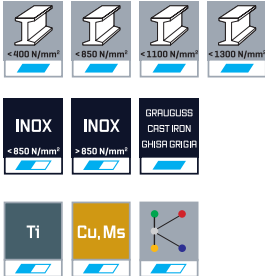 <400 N/mm² <850 N/mm² <1100 N/mm² <1300 N/mm²
INOX INOX GRAUGUSS
CAST IRON
GHISA GRIGIA
<850 N/mm² >850 N/mm²
Ti Cu, Ms